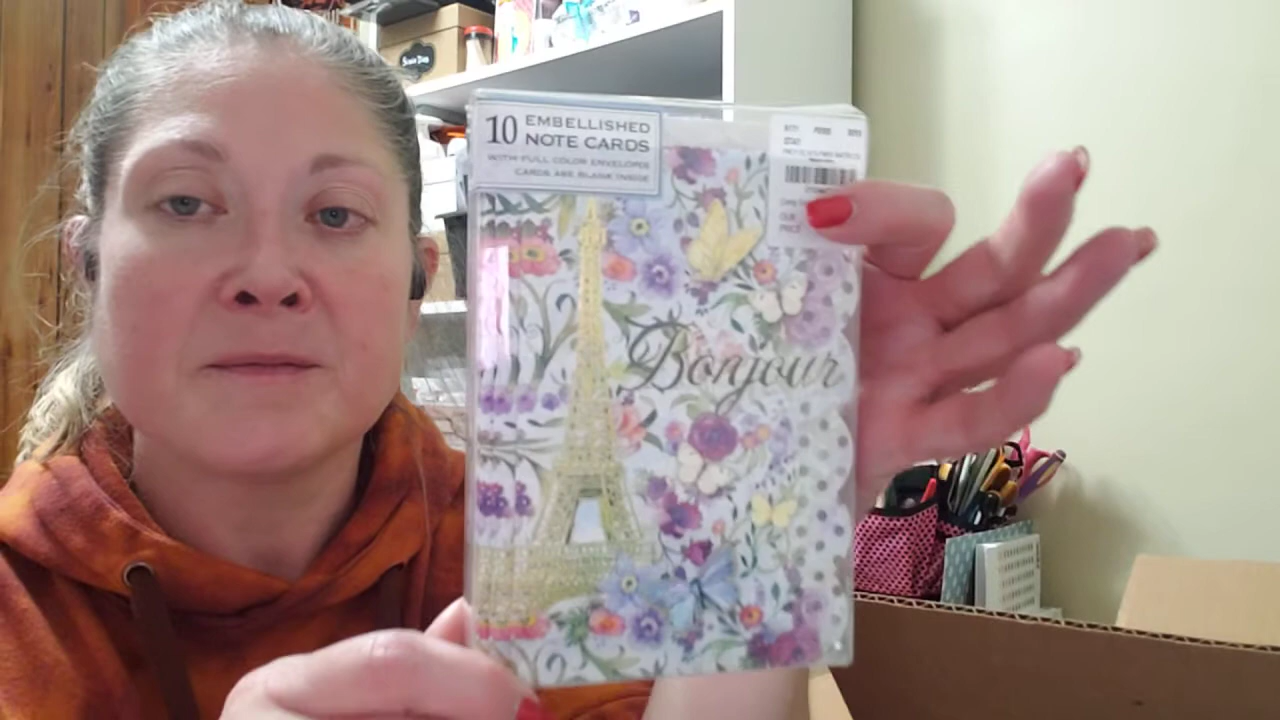 10 EMBELLISHED
NOTE CARDS
WITH FULL COLOR ENVELOPES
CARDS ARE BLANK INSIDE
Bonjour